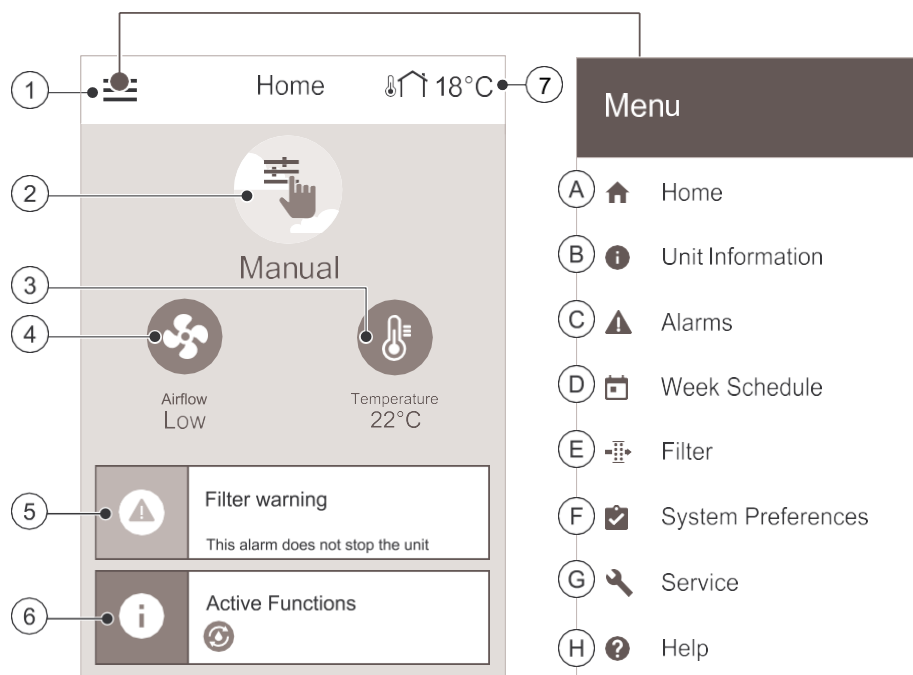 1
Home
18°C
7
Menu
2
Manual
3
4
Airflow
Low
Temperature
22°C
5
Filter warning
This alarm does not stop the unit
6
Active Functions
A
Home
B
Unit Information
C
Alarms
D
Week Schedule
E
Filter
F
System Preferences
G
Service
H
Help